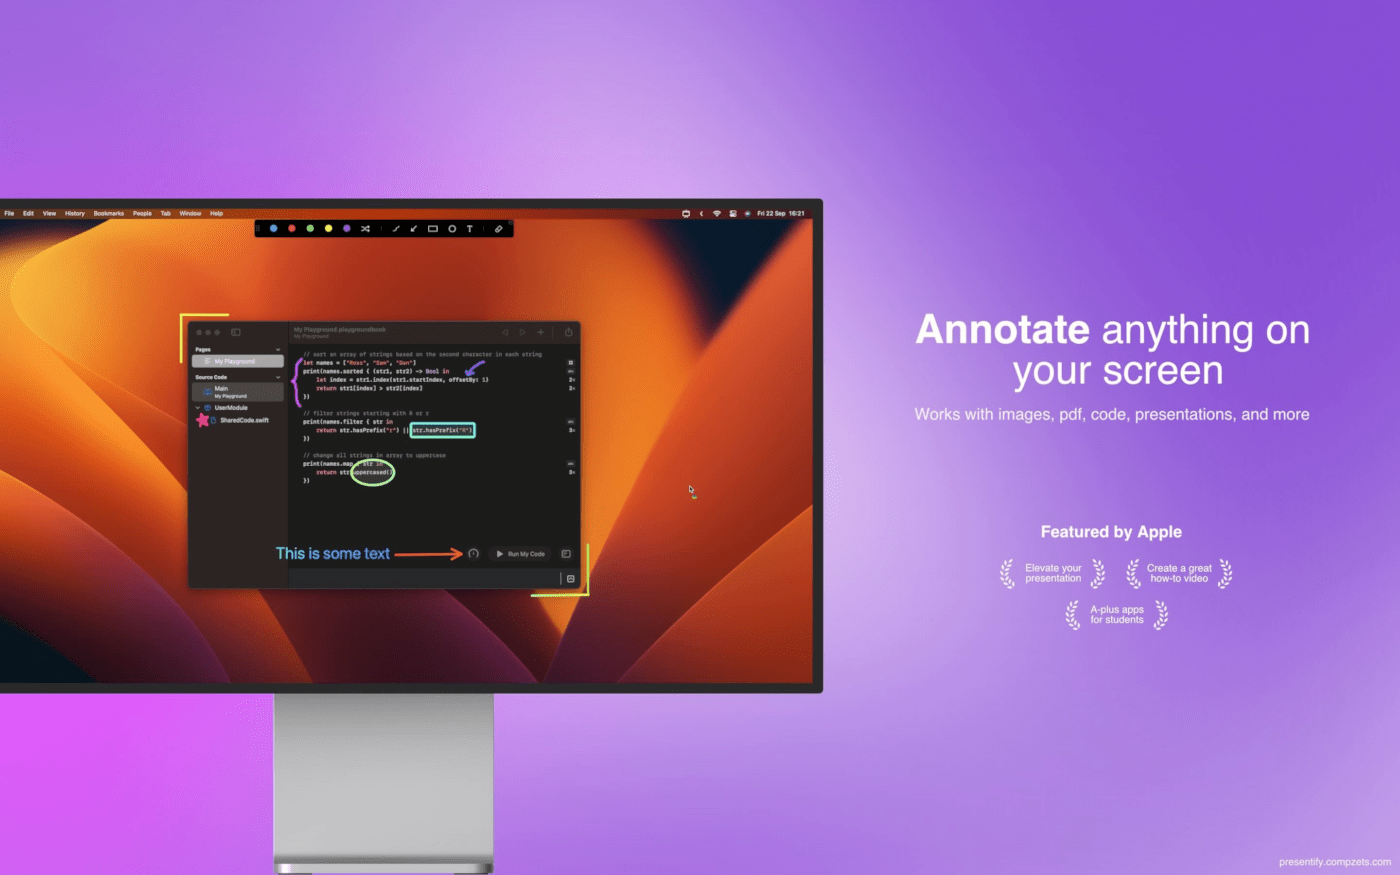 File Edit View History Bookmarks People Tab Window Help
Fri 22 Sep 16:21
T
My Playground.playgroundbook
My Playground
Pages
My Playground
Source Code
Main
My Playground
UserModule
SharedCode.swift
// sort an array of strings based on the second character in each string
let names = ["Roxy", "Sam", "Dan"]
print(names.sorted { (str1, str2) -> Bool in
let index = str1.index(str1.startIndex, offsetBy: 1)
return str1[index] > str2[index]
})
// filter strings starting with R or r
print(names.filter { str in
return str.hasPrefix("r") || str.hasPrefix("R")
})
// change all strings in array to uppercase
print(names.map { str in
return str.uppercased()
})
This is some text
Run My Code
Annotate anything on
your screen
Works with images, pdf, code, presentations, and more
Featured by Apple
Elevate your
presentation
Create a great
how-to video
A-plus apps
for students
presentify.compzets.com